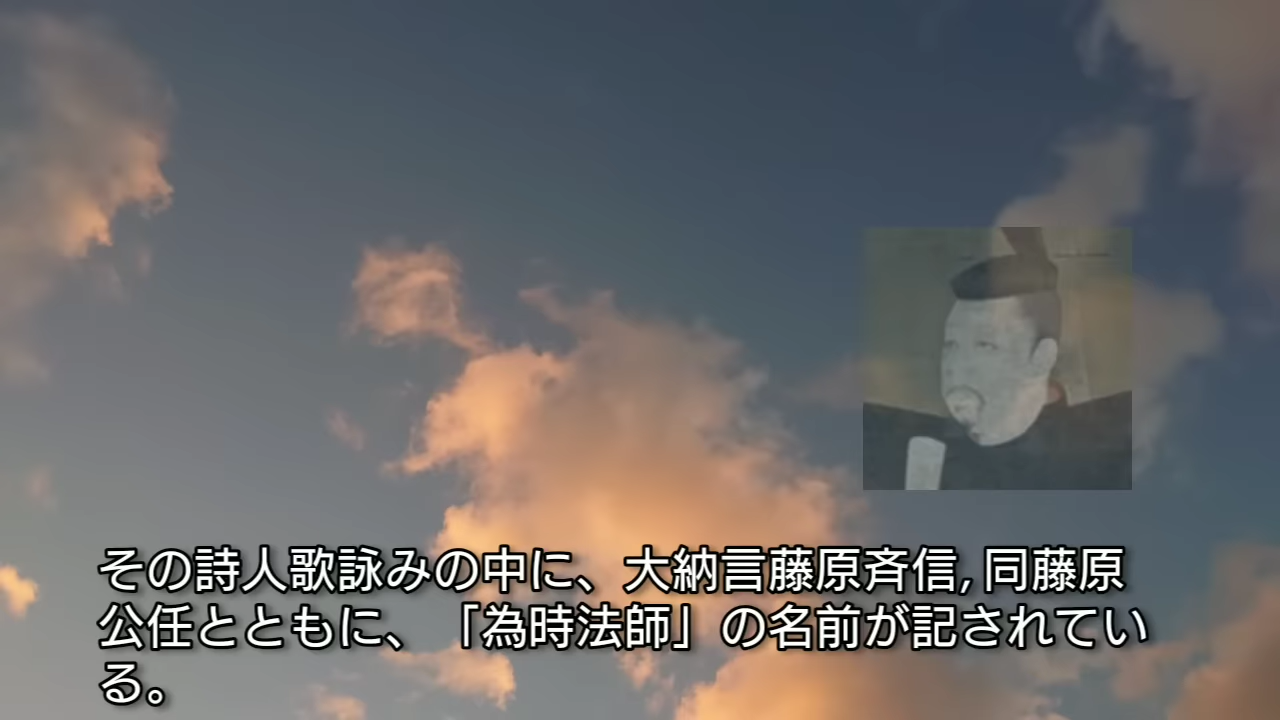 その詩人歌詠みの中に、大納言藤原斉信, 同藤原
公任とともに、「為時法師」の名前が記されてい
る。